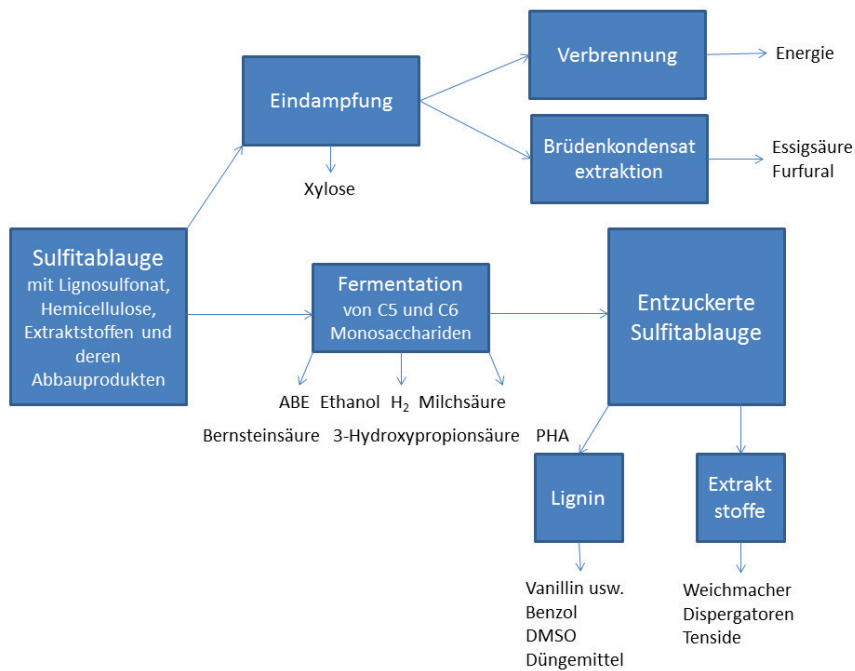 Verbrennung
Energie
Eindampfung
Brüdenkondensat
extraktion
Essigsäure
Furfural
Xylose
Sulfitablauge
mit Lignosulfonat,
Hemicellulose,
Extraktstoffen und
deren
Abbauprodukten
Fermentation
von C5 und C6
Monosacchariden
Entzuckerte
Sulfitablauge
ABE Ethanol H₂ Milchsäure
Bernsteinsäure 3-Hydroxypropionsäure PHA
Lignin
Extrakt
stoffe
Vanillin usw.
Benzol
DMSO
Düngemittel
Weichmacher
Dispergatoren
Tenside